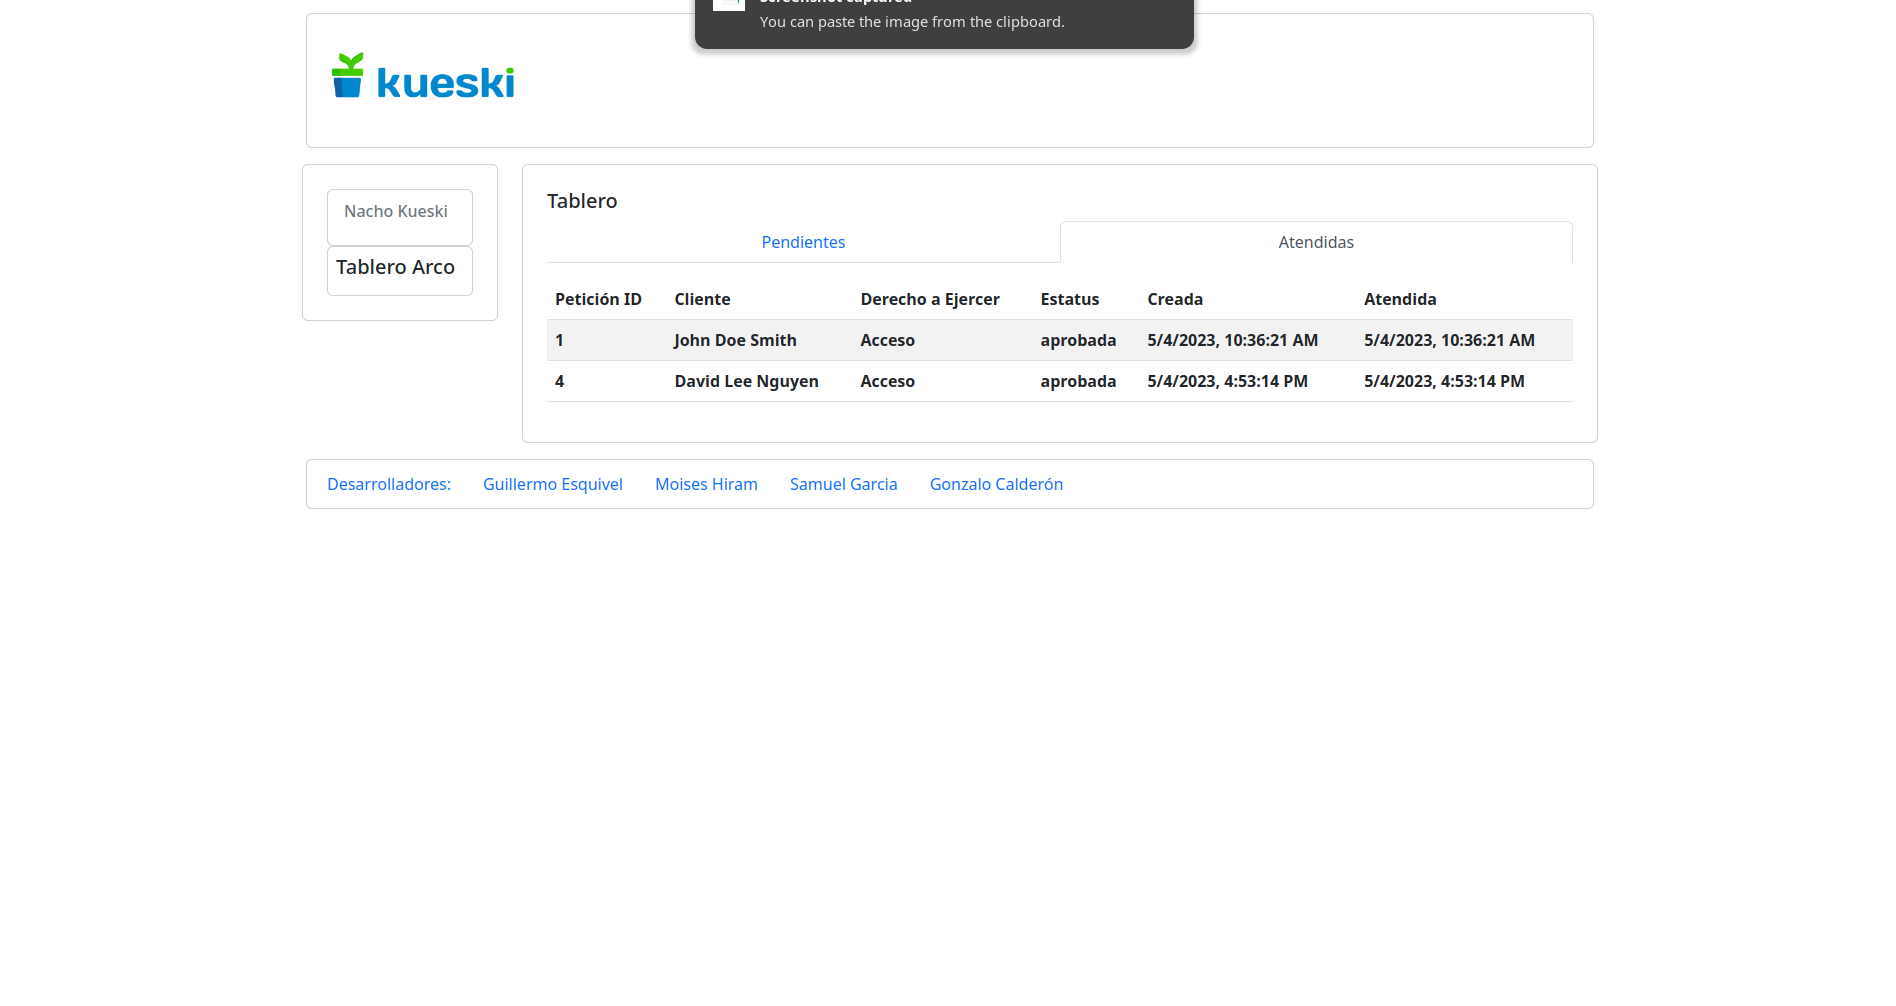 Screenshot captured
You can paste the image from the clipboard.
kueski
Nacho Kueski
Tablero Arco
Tablero
Pendientes Atendidas
Petición ID Cliente Derecho a Ejercer Estatus Creada Atendida
1 John Doe Smith Acceso aprobada 5/4/2023, 10:36:21 AM 5/4/2023, 10:36:21 AM
4 David Lee Nguyen Acceso aprobada 5/4/2023, 4:53:14 PM 5/4/2023, 4:53:14 PM
Desarrolladores: Guillermo Esquivel Moises Hiram Samuel Garcia Gonzalo Calderón